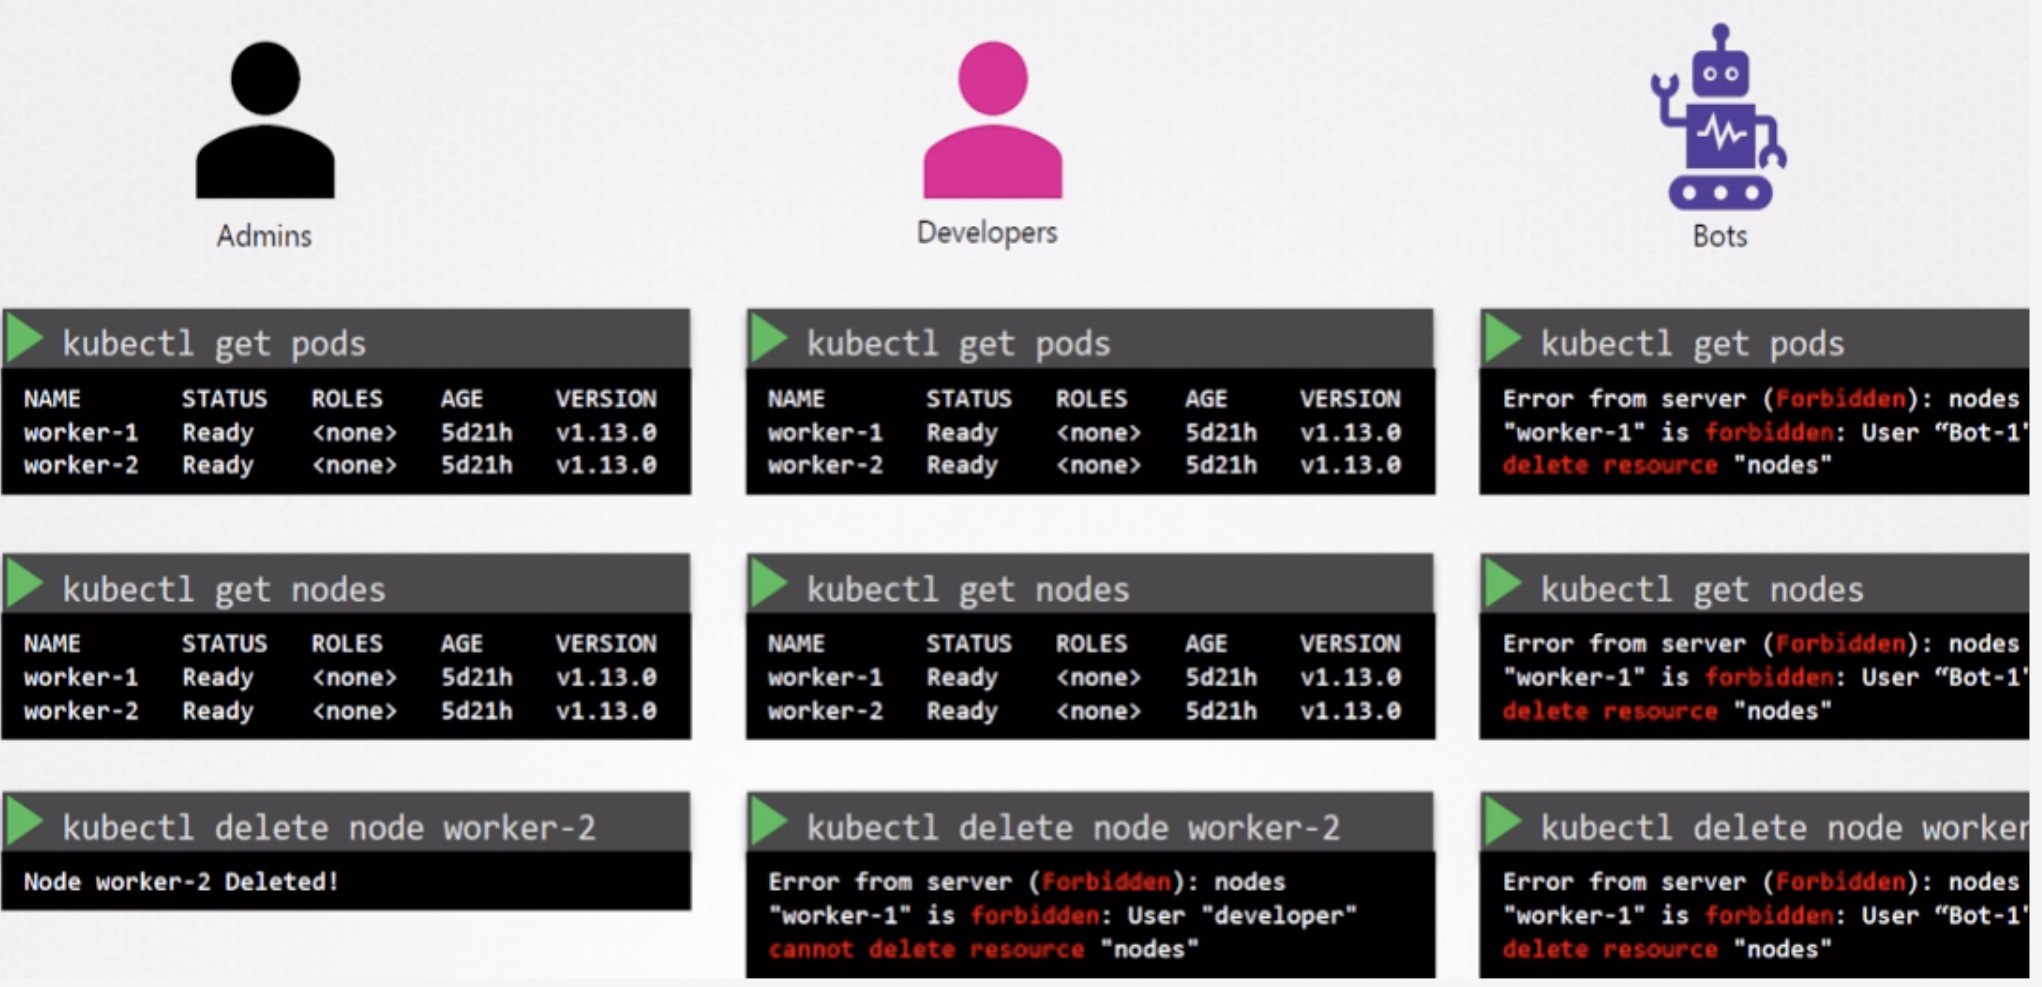 Admins
kubectl get pods
NAME STATUS ROLES AGE VERSION
worker-1 Ready <none> 5d21h v1.13.0
worker-2 Ready <none> 5d21h v1.13.0
kubectl get nodes
NAME STATUS ROLES AGE VERSION
worker-1 Ready <none> 5d21h v1.13.0
worker-2 Ready <none> 5d21h v1.13.0
kubectl delete node worker-2
Node worker-2 Deleted!
Developers
kubectl get pods
NAME STATUS ROLES AGE VERSION
worker-1 Ready <none> 5d21h v1.13.0
worker-2 Ready <none> 5d21h v1.13.0
kubectl get nodes
NAME STATUS ROLES AGE VERSION
worker-1 Ready <none> 5d21h v1.13.0
worker-2 Ready <none> 5d21h v1.13.0
kubectl delete node worker-2
Error from server (Forbidden): nodes
"worker-1" is forbidden: User "developer"
cannot delete resource "nodes"
Bots
kubectl get pods
Error from server (Forbidden): nodes
"worker-1" is forbidden: User “Bot-1"
delete resource "nodes"
kubectl get nodes
Error from server (Forbidden): nodes
"worker-1" is forbidden: User “Bot-1"
delete resource "nodes"
kubectl delete node worker
Error from server (Forbidden): nodes
"worker-1" is forbidden: User “Bot-1"
delete resource "nodes"